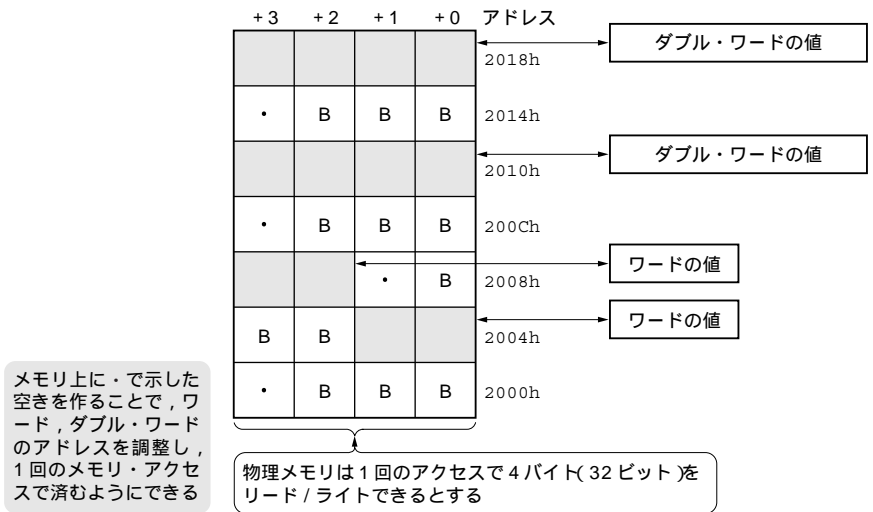 +3 +2 +1 +0 アドレス
ダブル・ワードの値
2018h
・ B B B 2014h
ダブル・ワードの値
2010h
・ B B B 200Ch
ワードの値
・ B 2008h
ワードの値
B B 2004h
・ B B B 2000h
メモリ上に・で示した
空きを作ることで,ワ
ード,ダブル・ワード
のアドレスを調整し,
1回のメモリ・アクセ
スで済むようにできる
物理メモリは1回のアクセスで4バイト(32ビット)を
リード/ライトできるとする